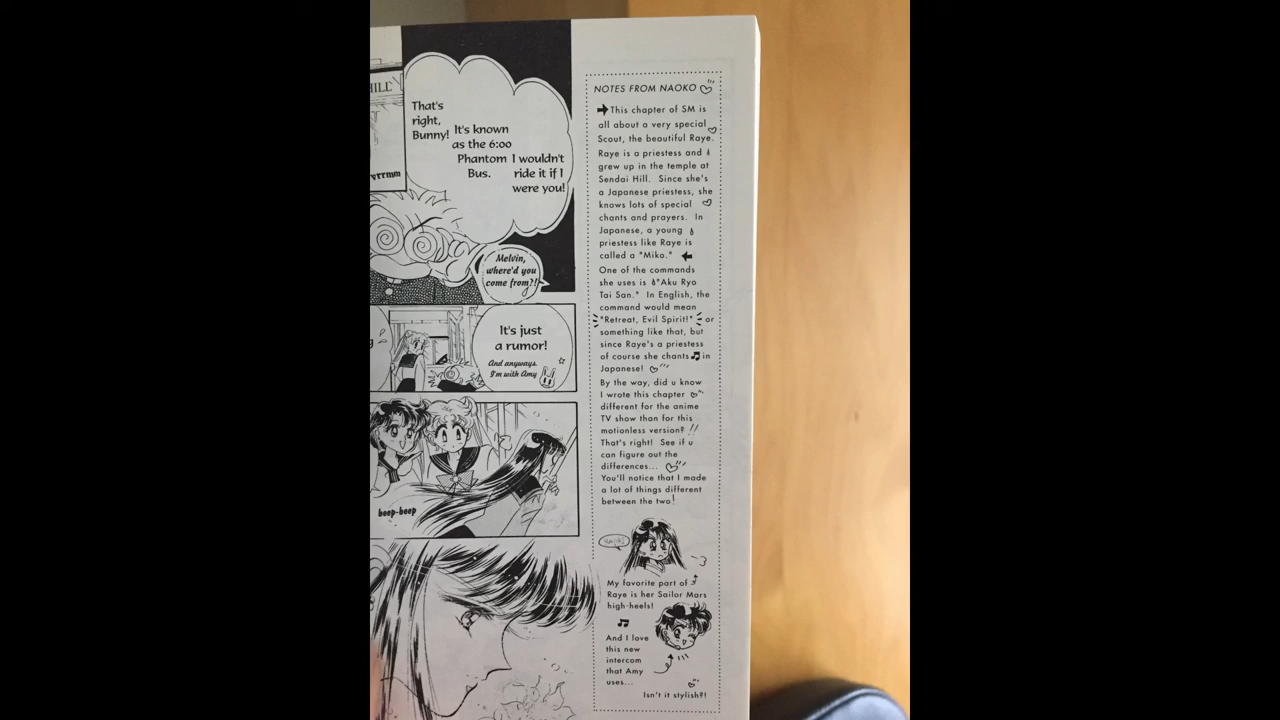 HILL
That's
right,
Bunny!
It's known
as the 6:00
Phantom
Bus.
I wouldn't
ride it if I
were you!
Melvin,
where'd you
come from?!
It's just
a rumor!
And anyways,
I'm with Amy
beep-beep
NOTES FROM NAOKO
This chapter of SM is
all about a very special
Scout, the beautiful Raye.
Raye is a priestess and
grew up in the temple at
Sendai Hill. Since she's
a Japanese priestess, she
knows lots of special
chants and prayers. In
Japanese, a young
priestess like Raye is
called a "Miko."
One of the commands
she uses is "Aku Ryo
Tai San." In English, the
command would mean
"Retreat, Evil Spirit!" or
something like that, but
since Raye's a priestess
of course she chants in
Japanese!
By the way, did u know
I wrote this chapter
different for the anime
TV show than for this
motionless version? !!
That's right! See if u
can figure out the
differences...
You'll notice that I made
a lot of things different
between the two!
My favorite part of
Raye is her Sailor Mars
high-heels!
And I love
this new
intercom
that Amy
uses...
Isn't it stylish?!